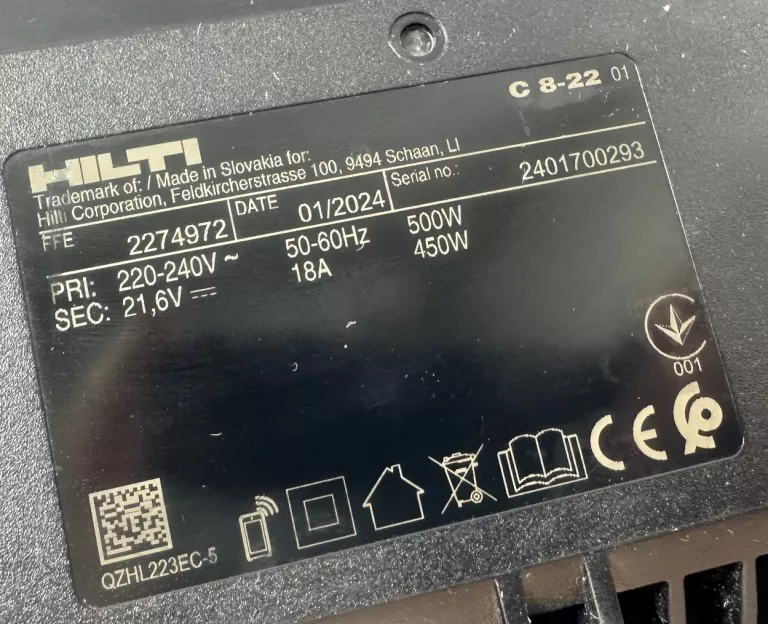 C 8-22 01
HILTI
Trademark of: / Made in Slovakia for:
Hilti Corporation, Feldkircherstrasse 100, 9494 Schaan, LI
FFE 2274972 DATE 01/2024 Serial no.: 2401700293
PRI: 220-240V ~ 50-60Hz 500W
SEC: 21,6V ⎓ 18A 450W
001
CE
QZHL223EC-5